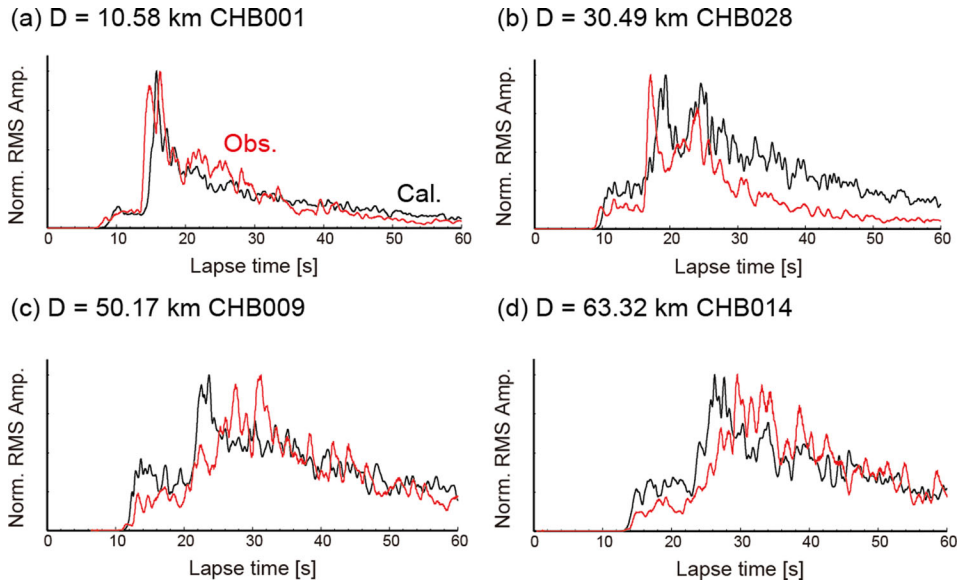 (a) D = 10.58 km CHB001
Norm. RMS Amp.
Obs.
Cal.
0 10 20 30 40 50 60
Lapse time [s]
(b) D = 30.49 km CHB028
Norm. RMS Amp.
0 10 20 30 40 50 60
Lapse time [s]
(c) D = 50.17 km CHB009
Norm. RMS Amp.
0 10 20 30 40 50 60
Lapse time [s]
(d) D = 63.32 km CHB014
Norm. RMS Amp.
0 10 20 30 40 50 60
Lapse time [s]